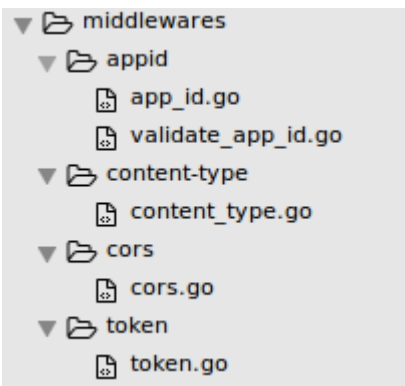 middlewares
appid
app_id.go
validate_app_id.go
content-type
content_type.go
cors
cors.go
token
token.go